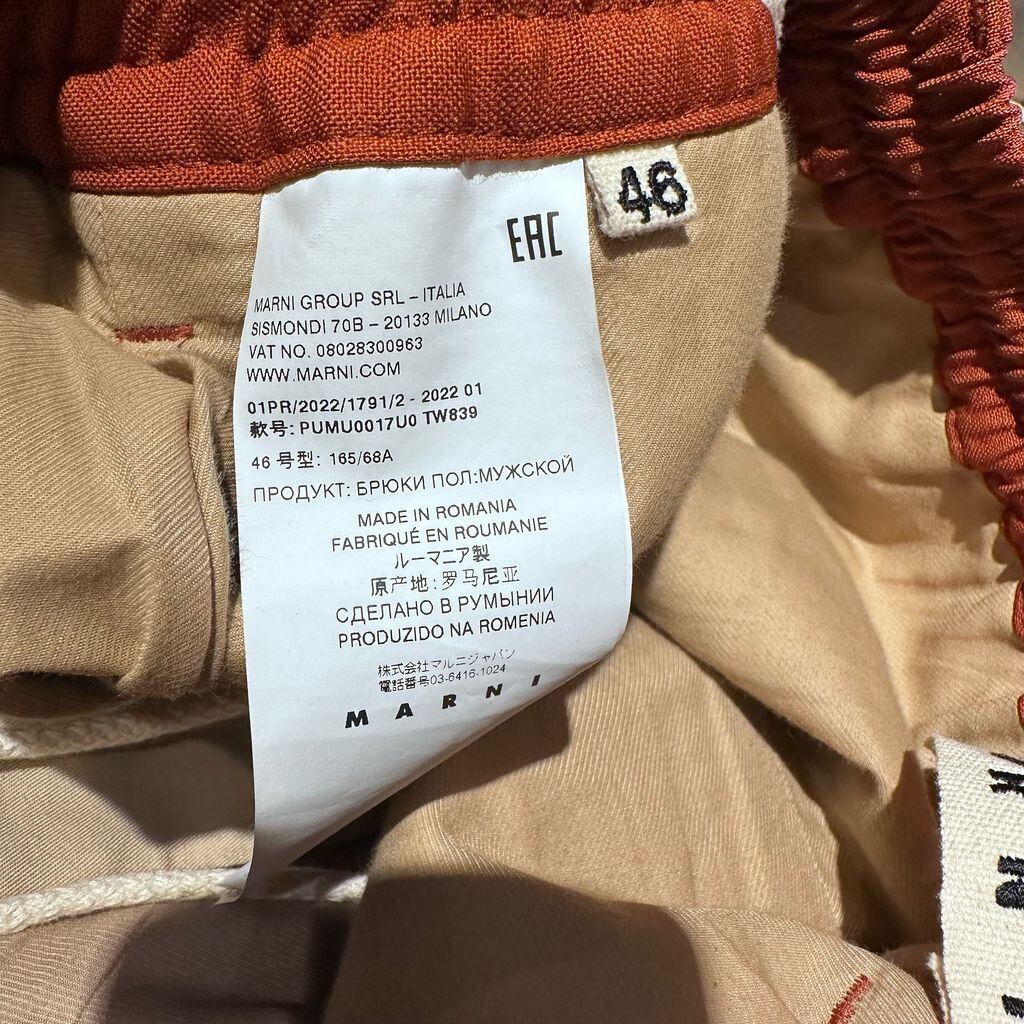 46
EAC
MARNI GROUP SRL – ITALIA
SISMONDI 70B – 20133 MILANO
VAT NO. 08028300963
WWW.MARNI.COM
01PR/2022/1791/2 - 2022 01
款号: PUMU0017U0 TW839
46 号型: 165/68A
ПРОДУКТ: БРЮКИ ПОЛ:МУЖСКОЙ
MADE IN ROMANIA
FABRIQUÉ EN ROUMANIE
ルーマニア製
原产地: 罗马尼亚
СДЕЛАНО В РУМЫНИИ
PRODUZIDO NA ROMENIA
株式会社マルニジャパン
電話番号03-6416-1024
MARNI